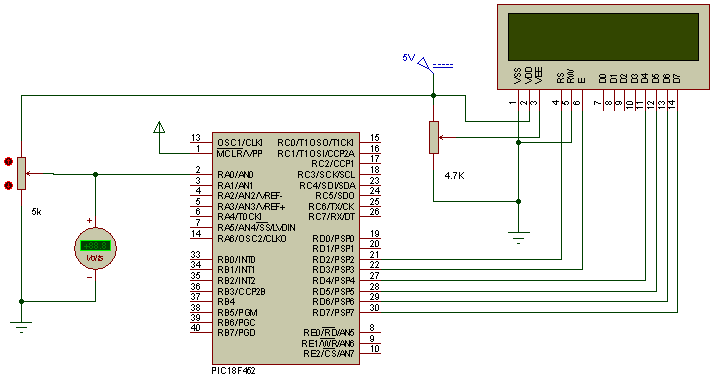 5V
VSS
VDD
VEE
RS
RW
E
D0
D1
D2
D3
D4
D5
D6
D7
1
2
3
4
5
6
7
8
9
10
11
12
13
14
4.7K
5k
Volts
13 OSC1/CLKI RC0/T1OSO/T1CKI 15
1 MCLR/VPP RC1/T1OSI/CCP2A 16
RC2/CCP1 17
2 RA0/AN0 RC3/SCK/SCL 18
3 RA1/AN1 RC4/SDI/SDA 23
4 RA2/AN2/VREF- RC5/SDO 24
5 RA3/AN3/VREF+ RC6/TX/CK 25
6 RA4/T0CKI RC7/RX/DT 26
7 RA5/AN4/SS/LVDIN
14 RA6/OSC2/CLKO RD0/PSP0 19
RD1/PSP1 20
33 RB0/INT0 RD2/PSP2 21
34 RB1/INT1 RD3/PSP3 22
35 RB2/INT2 RD4/PSP4 27
36 RB3/CCP2B RD5/PSP5 28
37 RB4 RD6/PSP6 29
38 RB5/PGM RD7/PSP7 30
39 RB6/PGC
40 RB7/PGD RE0/RD/AN5 8
RE1/WR/AN6 9
RE2/CS/AN7 10
PIC18F452